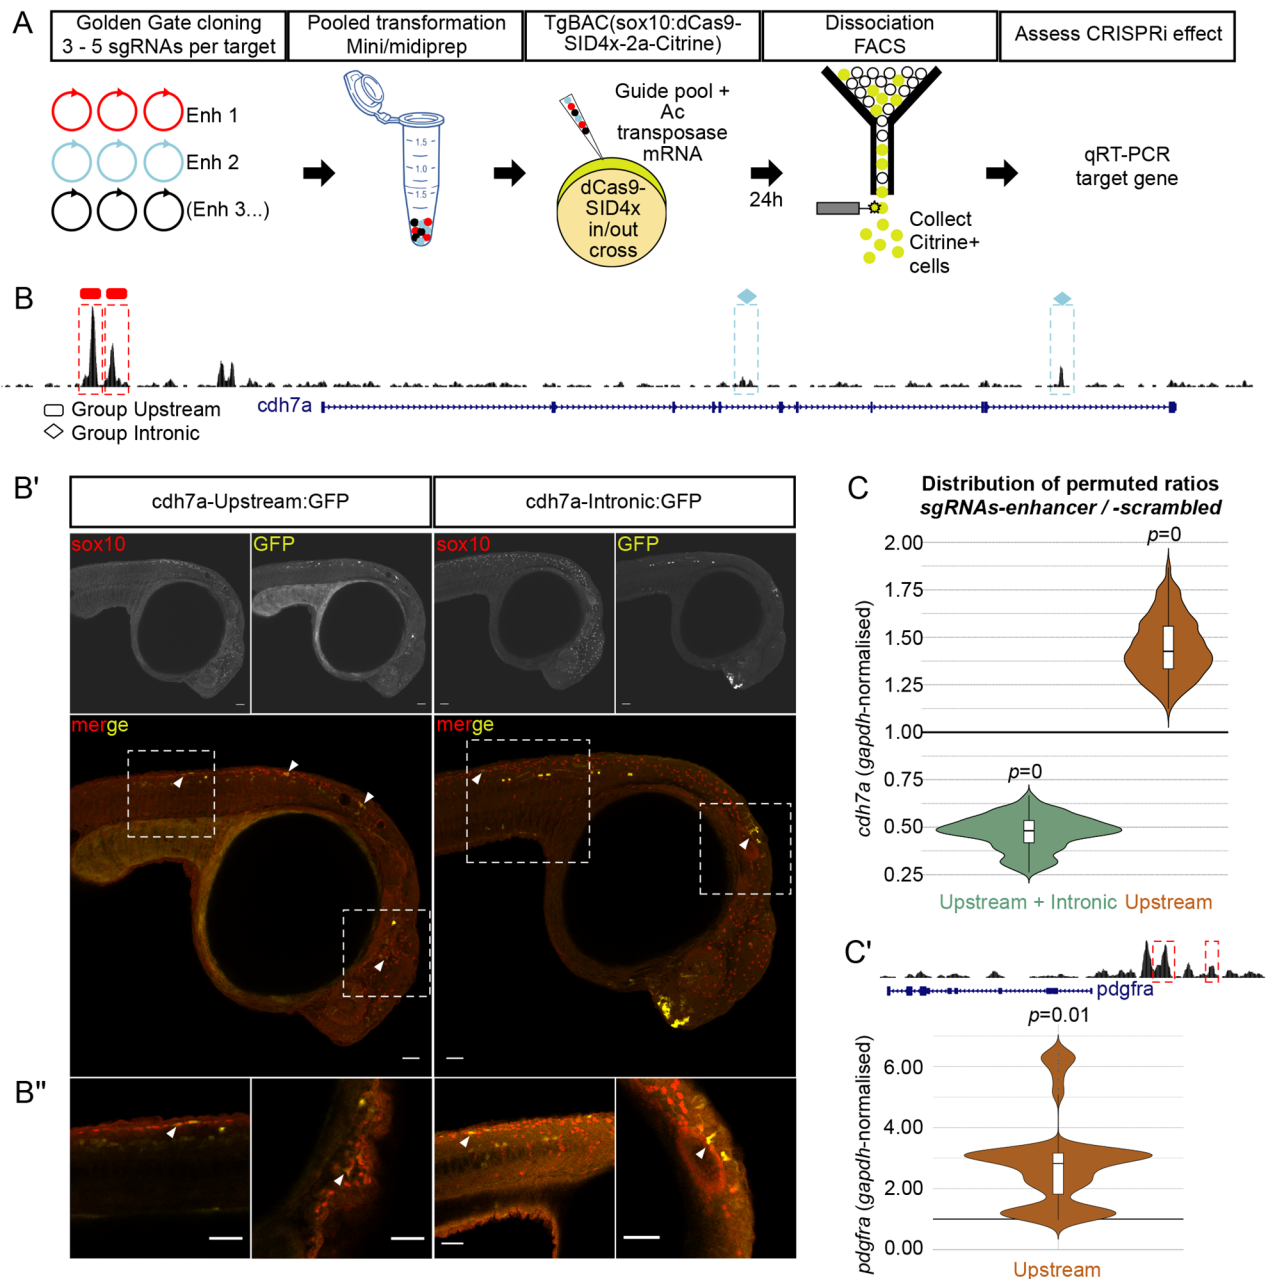 A
Golden Gate cloning
3 - 5 sgRNAs per target
Pooled transformation
Mini/midiprep
TgBAC(sox10:dCas9-
SID4x-2a-Citrine)
Dissociation
FACS
Assess CRISPRi effect
Enh 1
Enh 2
(Enh 3...)
1.5
1.0
1.5
Guide pool +
Ac
transposase
mRNA
dCas9-
SID4x
in/out
cross
24h
Collect
Citrine+
cells
qRT-PCR
target gene
B
Group Upstream
Group Intronic
cdh7a
B'
cdh7a-Upstream:GFP
cdh7a-Intronic:GFP
sox10
GFP
sox10
GFP
merge
merge
B"
C
Distribution of permuted ratios
sgRNAs-enhancer / -scrambled
cdh7a (gapdh-normalised)
2.00
1.75
1.50
1.25
1.00
0.75
0.50
0.25
p=0
p=0
Upstream + Intronic
Upstream
C'
pdgfra
p=0.01
pdgfra (gapdh-normalised)
6.00
4.00
2.00
0.00
Upstream